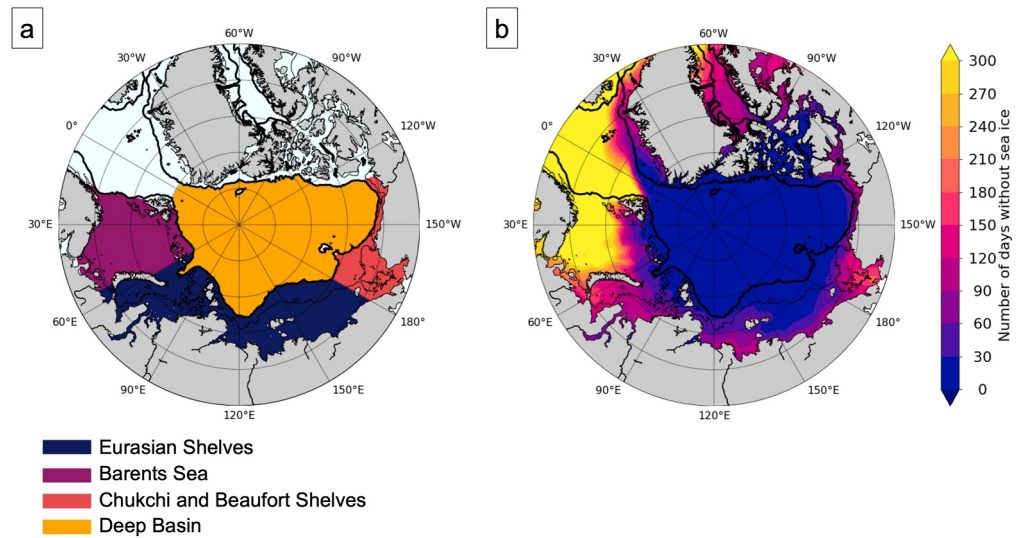 a
60°W
30°W
90°W
0°
120°W
30°E
150°W
60°E
180°
90°E
150°E
120°E
Eurasian Shelves
Barents Sea
Chukchi and Beaufort Shelves
Deep Basin
b
60°W
30°W
90°W
0°
120°W
30°E
150°W
60°E
180°
90°E
150°E
120°E
300
270
240
210
180
150
120
90
60
30
0
Number of days without sea ice